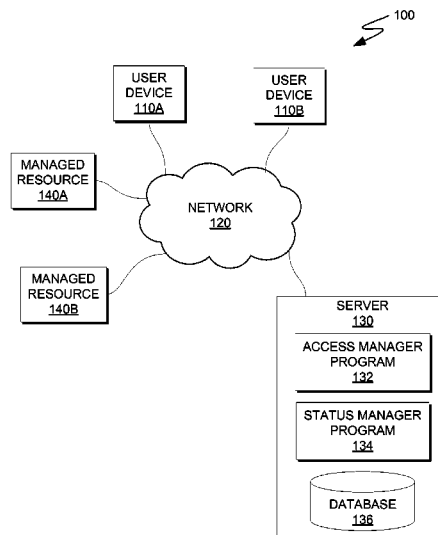 100
USER
DEVICE
110A
USER
DEVICE
110B
MANAGED
RESOURCE
140A
NETWORK
120
MANAGED
RESOURCE
140B
SERVER
130
ACCESS MANAGER
PROGRAM
132
STATUS MANAGER
PROGRAM
134
DATABASE
136